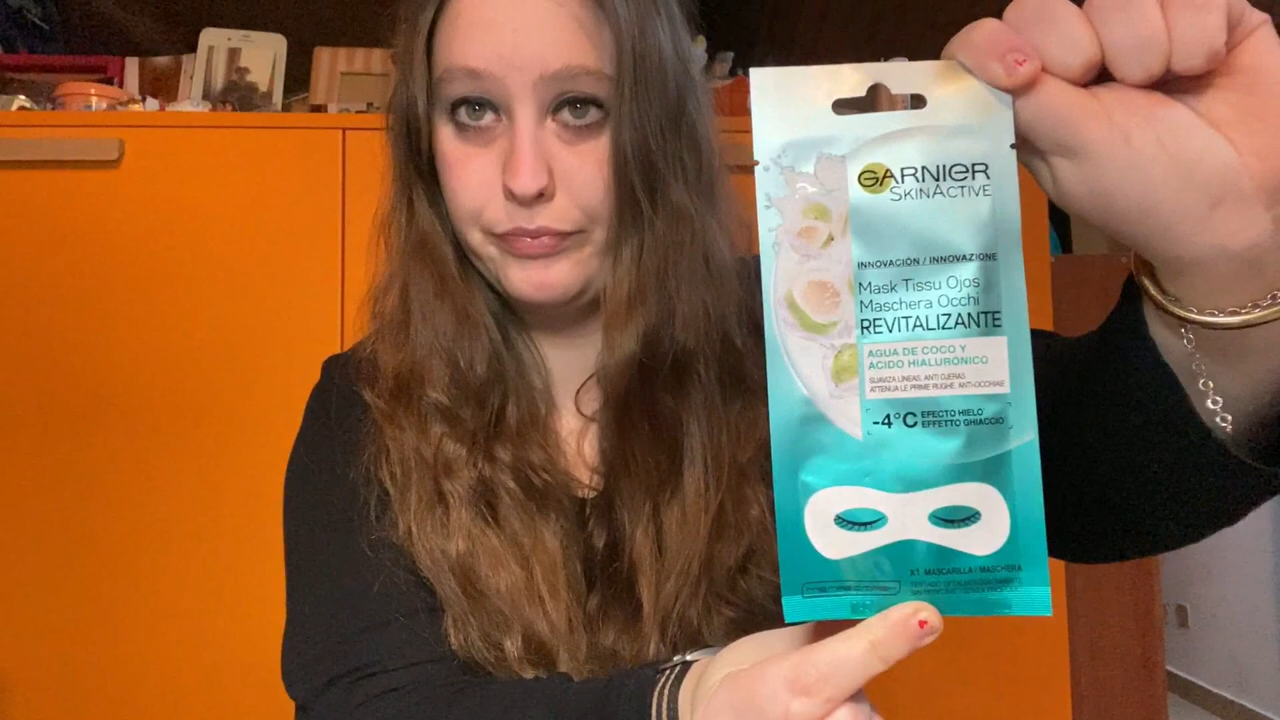 GARNIER
SKINACTIVE
INNOVACIÓN / INNOVAZIONE
Mask Tissu Ojos
Maschera Occhi
REVITALIZANTE
AGUA DE COCO Y
ÁCIDO HIALURÓNICO
SUAVIZA LÍNEAS, ANTI OJERAS
ATTENUA LE PRIME RUGHE, ANTI-OCCHIAIE
-4°C EFECTO HIELO
EFFETTO GHIACCIO
X1 MASCARILLA / MASCHERA